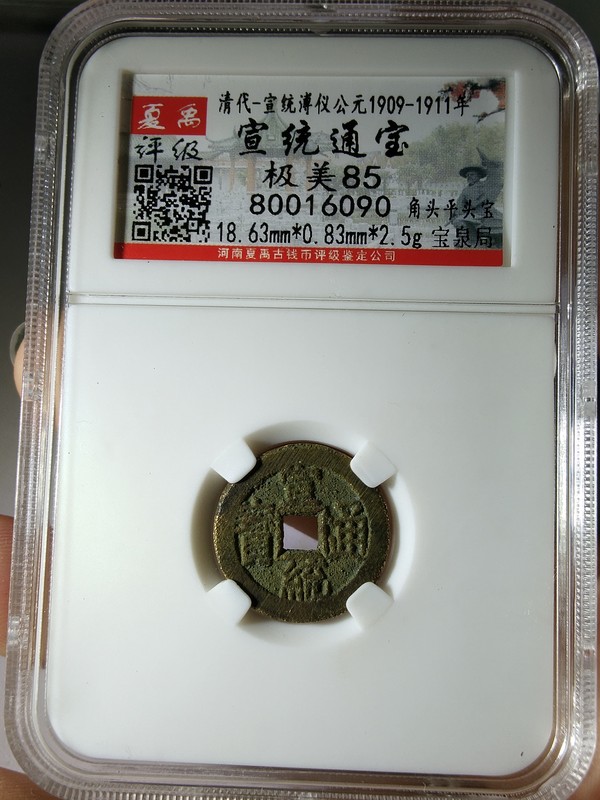 清代-宣统溥仪公元1909-1911年
夏禹 宣统通宝
评级 极美85
80016090 角头平头宝
18.63mm*0.83mm*2.5g 宝泉局
河南夏禹古钱币评级鉴定公司
宣
寶 通
統